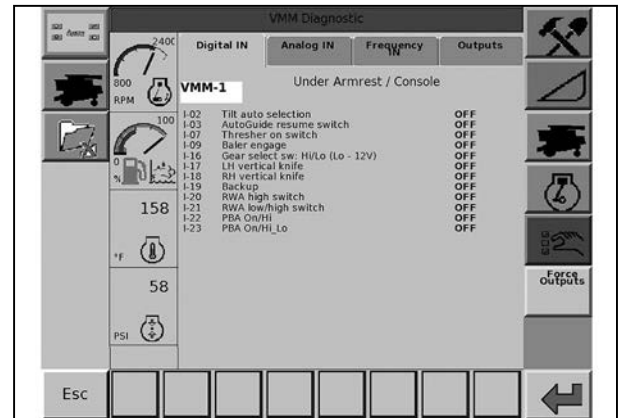 VMM Diagnostic
Fusion
2400
800
RPM
100
0
%
158
°F
58
PSI
Digital IN
Analog IN
Frequency IN
Outputs
VMM-1
Under Armrest / Console
I-02 Tilt auto selection OFF
I-03 AutoGuide resume switch OFF
I-07 Thresher on switch OFF
I-09 Baler engage OFF
I-16 Gear select sw: Hi/Lo (Lo - 12V) OFF
I-17 LH vertical knife OFF
I-18 RH vertical knife OFF
I-19 Backup OFF
I-20 RWA high switch OFF
I-21 RWA low/high switch OFF
I-22 PBA On/Hi OFF
I-23 PBA On/Hi_Lo OFF
Force
Outputs
Esc